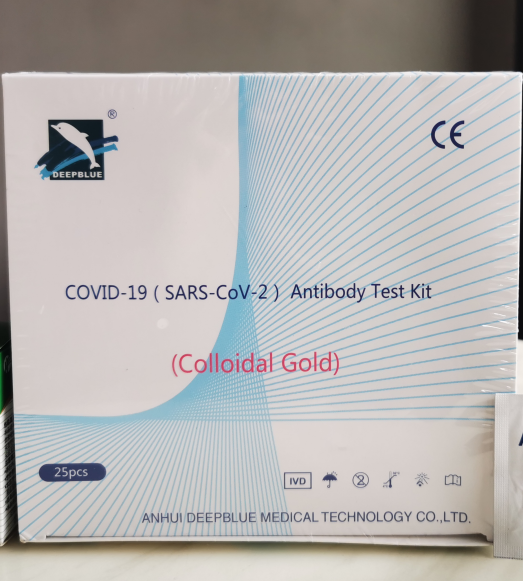 ®
CE
DEEPBLUE
COVID-19 ( SARS-CoV-2 ) Antibody Test Kit
(Colloidal Gold)
25pcs
IVD
2
ANHUI DEEPBLUE MEDICAL TECHNOLOGY CO.,LTD.